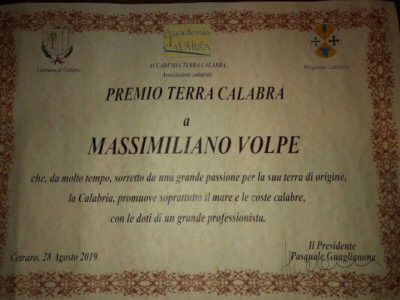 Accademia
CALABRA
Comune di Cetraro
ACCADEMIA TERRA CALABRA
Associazione culturale
Regione Calabria
PREMIO TERRA CALABRA
a
MASSIMILIANO VOLPE
che, da molto tempo, sorretto da una grande passione per la sua terra di origine,
la Calabria, promuove soprattutto il mare e le coste calabre,
con le doti di un grande professionista.
Cetraro, 28 Agosto 2019
Il Presidente
Pasquale Guaglianone